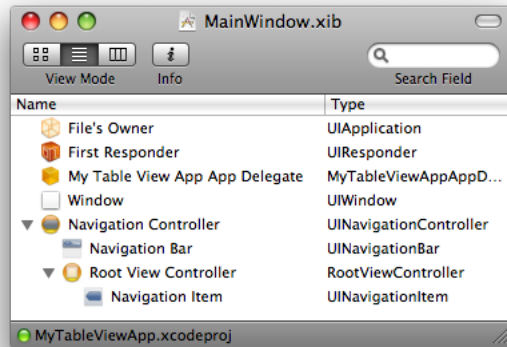 MainWindow.xib
View Mode Info Search Field
Name Type
File's Owner UIApplication
First Responder UIResponder
My Table View App App Delegate MyTableViewAppAppD...
Window UIWindow
Navigation Controller UINavigationController
Navigation Bar UINavigationBar
Root View Controller RootViewController
Navigation Item UINavigationItem
MyTableViewApp.xcodeproj